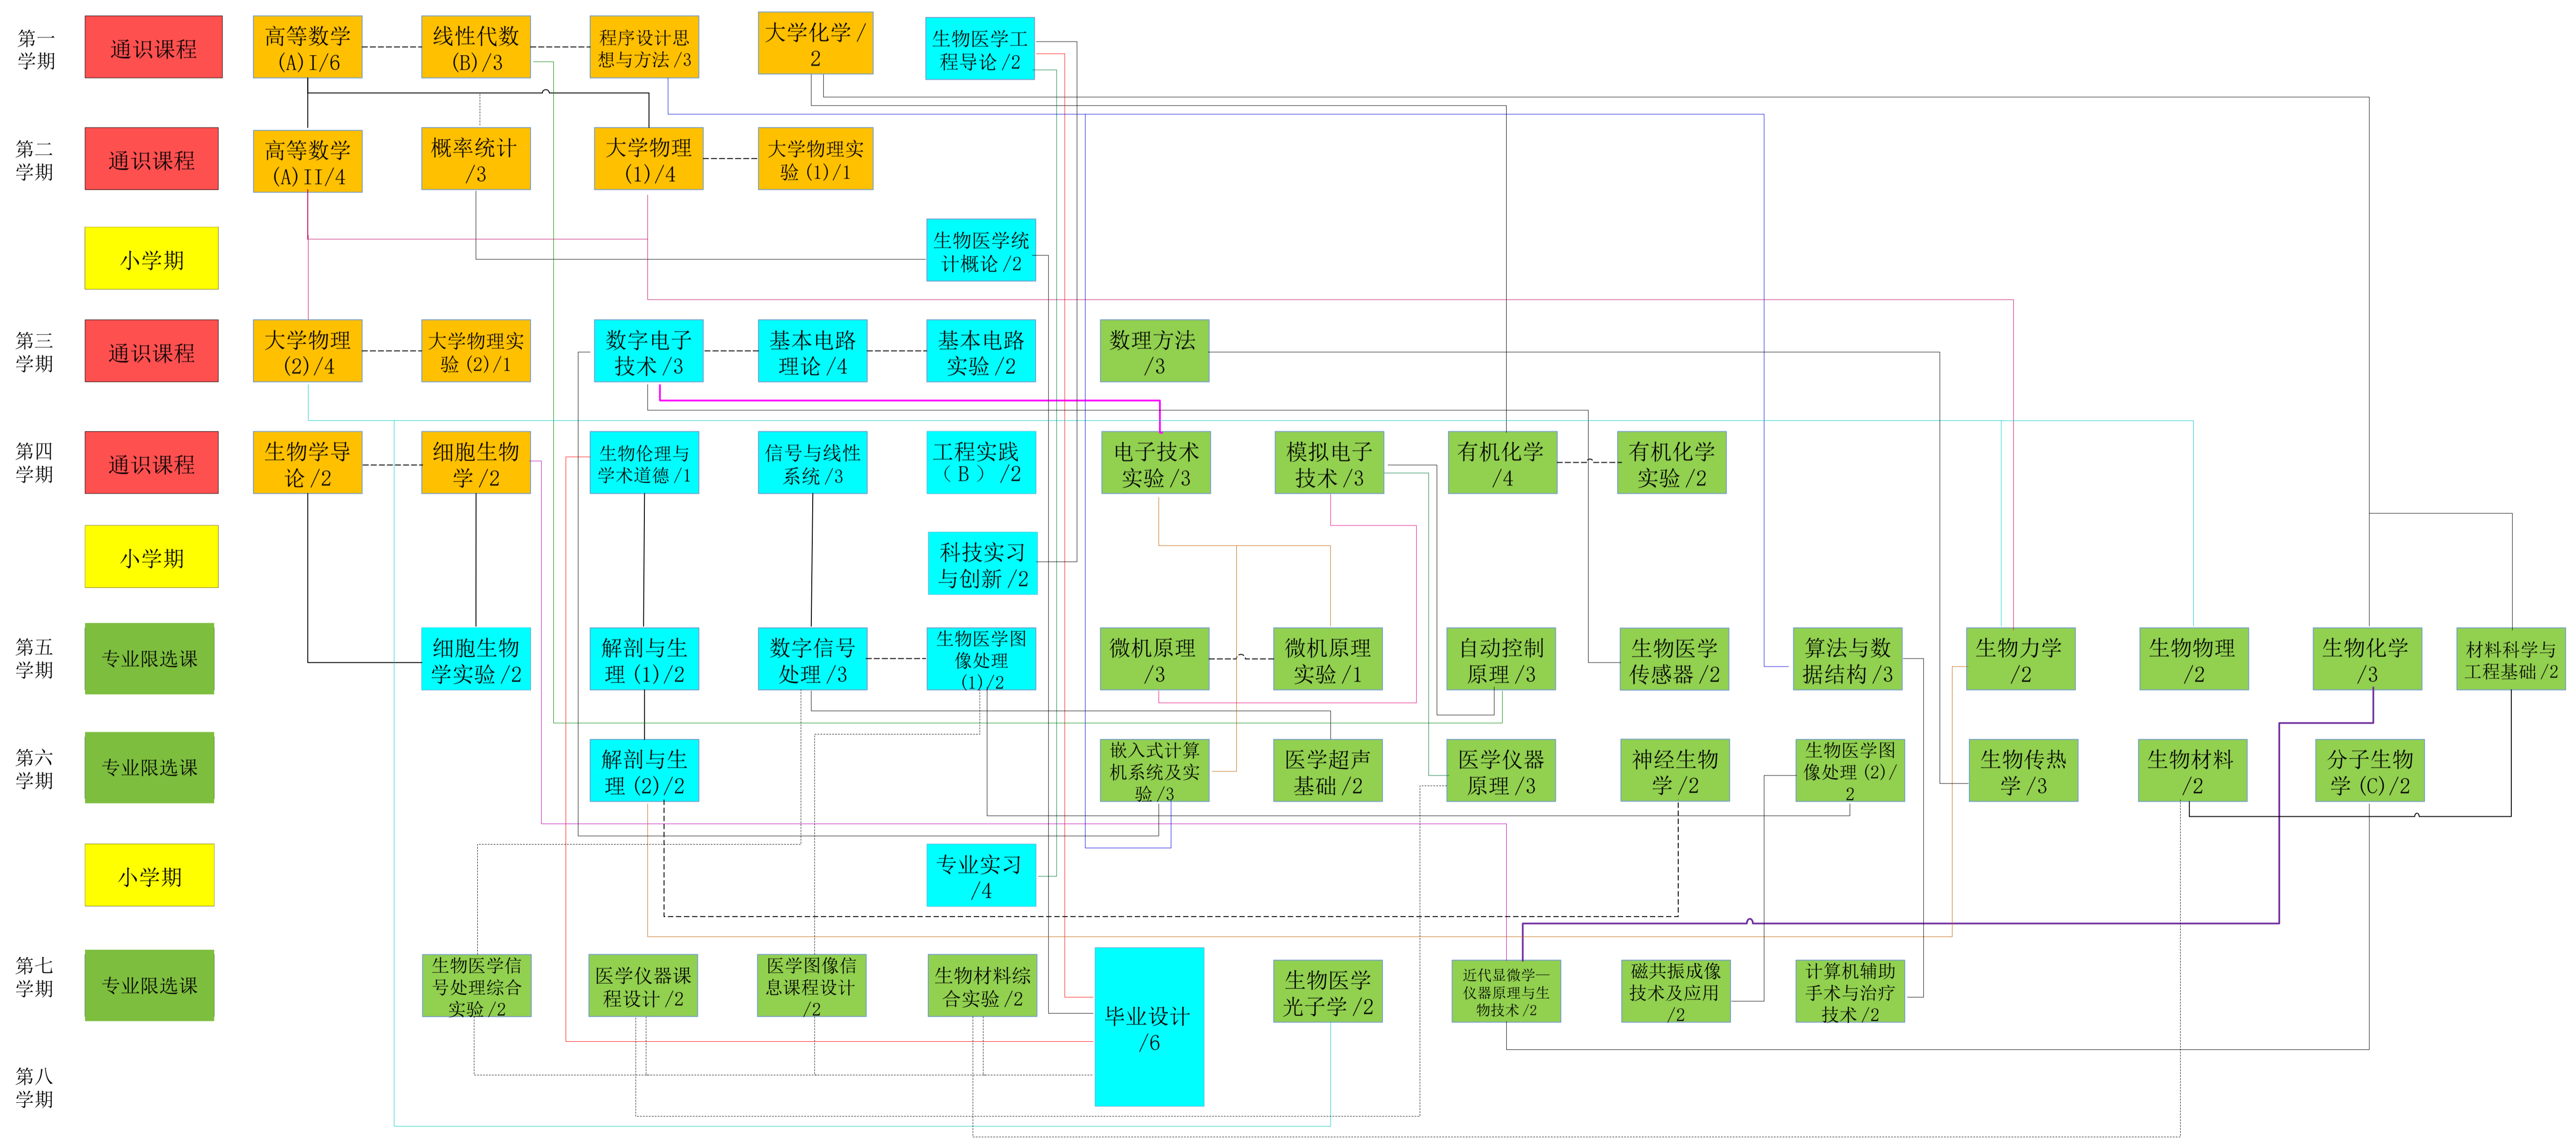 第一
学期
通识课程
高等数学
(A)I/6
线性代数
(B)/3
程序设计思
想与方法/3
大学化学/
2
生物医学工
程导论/2
第二
学期
通识课程
高等数学
(A)II/4
概率统计
/3
大学物理
(1)/4
大学物理实
验(1)/1
小学期
生物医学统
计概论/2
第三
学期
通识课程
大学物理
(2)/4
大学物理实
验(2)/1
数字电子
技术/3
基本电路
理论/4
基本电路
实验/2
数理方法
/3
第四
学期
通识课程
生物学导
论/2
细胞生物
学/2
生物伦理与
学术道德/1
信号与线性
系统/3
工程实践
（B）/2
电子技术
实验/3
模拟电子
技术/3
有机化学
/4
有机化学
实验/2
小学期
科技实习
与创新/2
第五
学期
专业限选课
细胞生物
学实验/2
解剖与生
理(1)/2
数字信号
处理/3
生物医学图
像处理
(1)/2
微机原理
/3
微机原理
实验/1
自动控制
原理/3
生物医学
传感器/2
算法与数
据结构/3
生物力学
/2
生物物理
/2
生物化学
/3
材料科学与
工程基础/2
第六
学期
专业限选课
解剖与生
理(2)/2
嵌入式计算
机系统及实
验/3
医学超声
基础/2
医学仪器
原理/3
神经生物
学/2
生物医学图
像处理(2)/
2
生物传热
学/3
生物材料
/2
分子生物
学(C)/2
小学期
专业实习
/4
第七
学期
专业限选课
生物医学信
号处理综合
实验/2
医学仪器课
程设计/2
医学图像信
息课程设计
/2
生物材料综
合实验/2
毕业设计
/6
生物医学
光子学/2
近代显微学—
仪器原理与生
物技术/2
磁共振成像
技术及应用
/2
计算机辅助
手术与治疗
技术/2
第八
学期